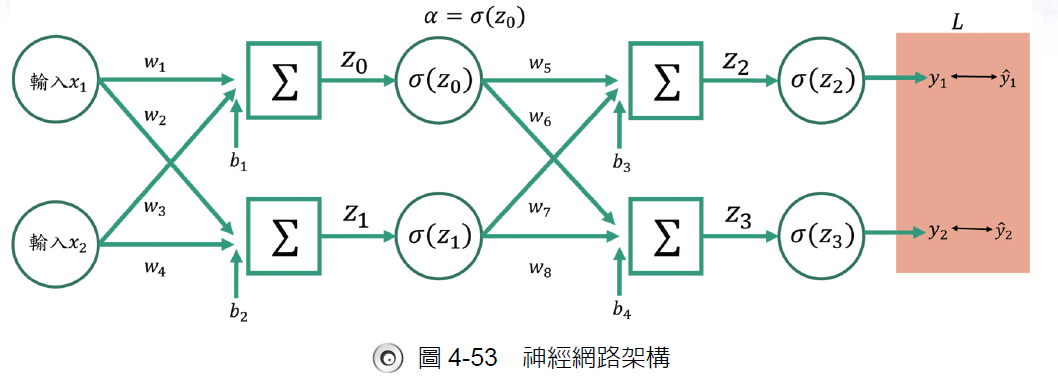 α = σ(z₀)
L
輸入x₁
w₁
w₂
b₁
Σ
z₀
σ(z₀)
w₅
w₆
b₃
Σ
z₂
σ(z₂)
y₁
ŷ₁
輸入x₂
w₃
w₄
b₂
Σ
z₁
σ(z₁)
w₇
w₈
b₄
Σ
z₃
σ(z₃)
y₂
ŷ₂
圖 4-53 神經網路架構